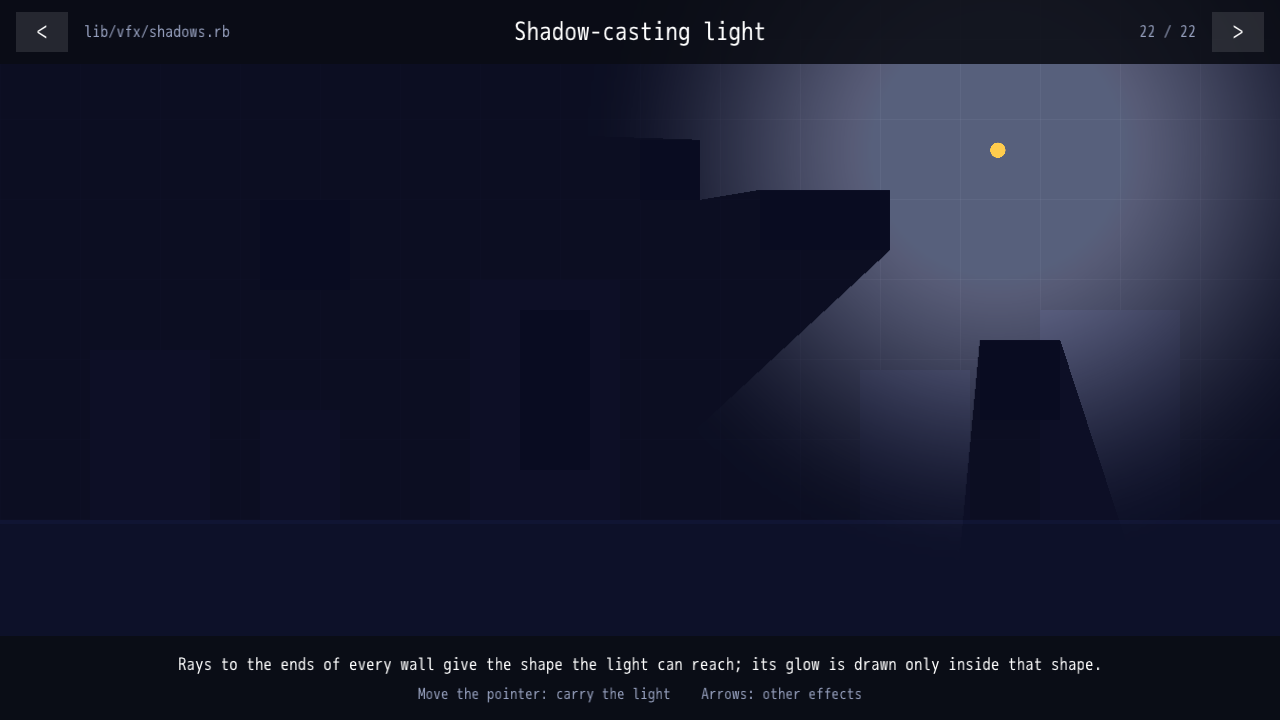 < lib/vfx/shadows.rb Shadow-casting light 22 / 22 >
Rays to the ends of every wall give the shape the light can reach; its glow is drawn only inside that shape.
Move the pointer: carry the light Arrows: other effects